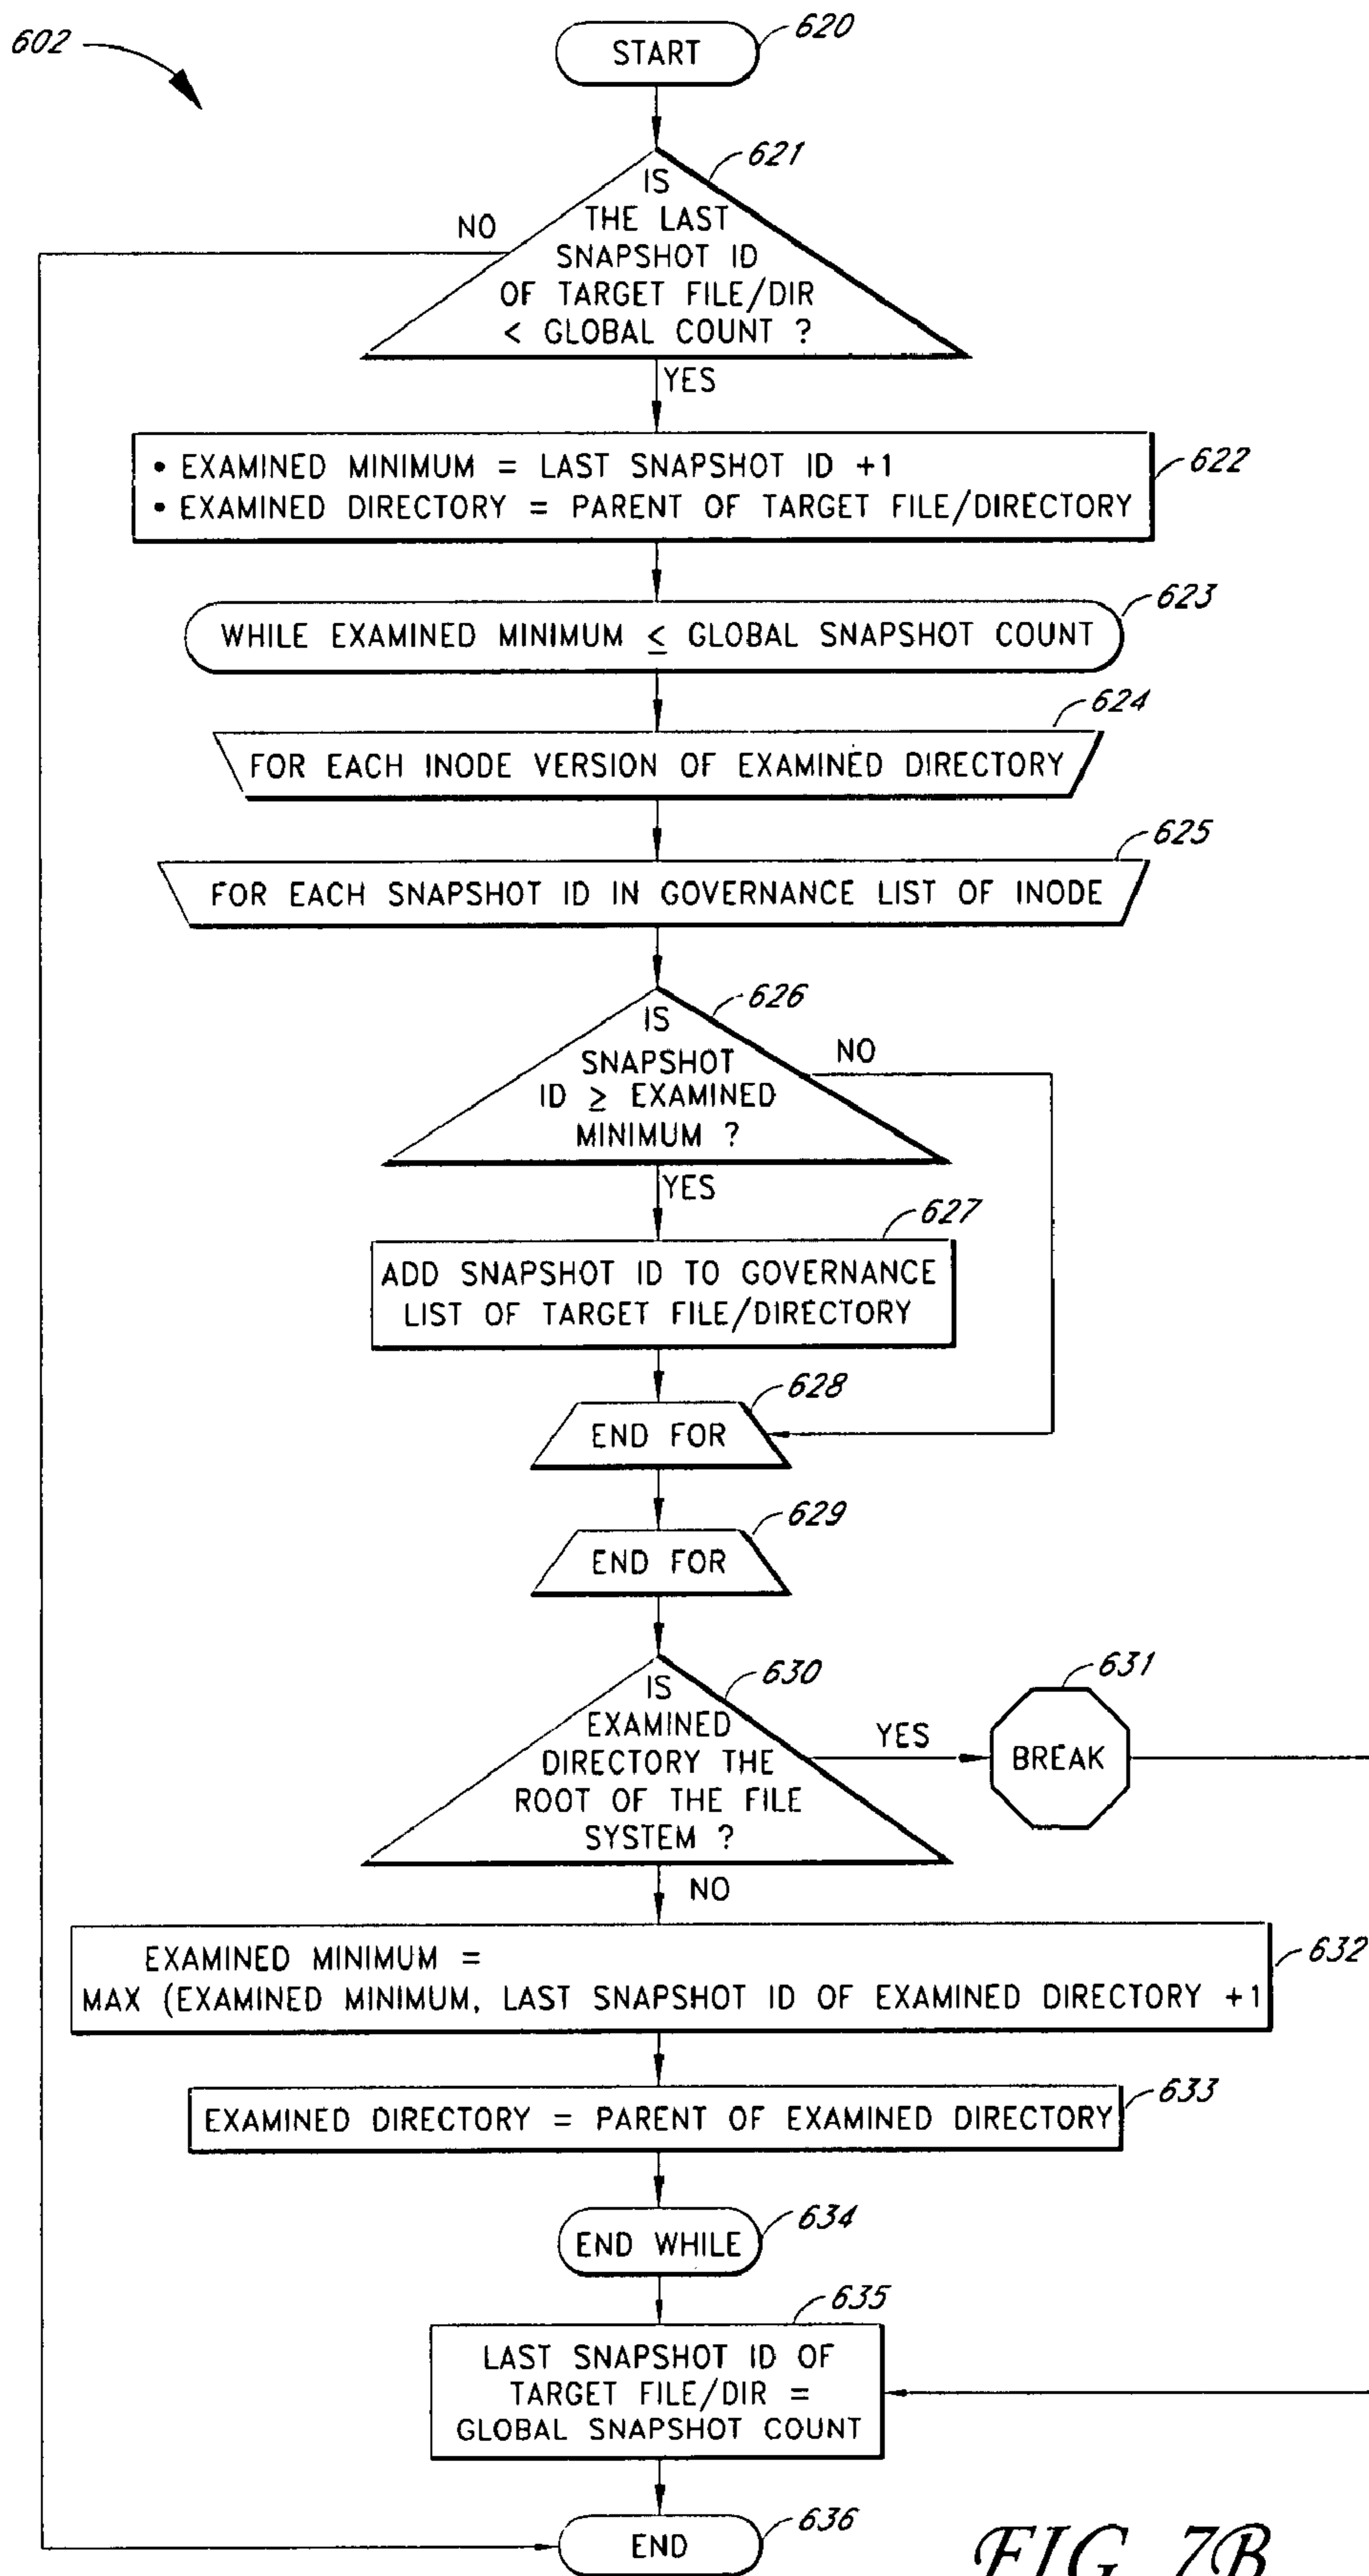 602
START
620
621
IS
THE LAST
SNAPSHOT ID
OF TARGET FILE/DIR
< GLOBAL COUNT ?
NO
YES
• EXAMINED MINIMUM = LAST SNAPSHOT ID +1
• EXAMINED DIRECTORY = PARENT OF TARGET FILE/DIRECTORY
622
WHILE EXAMINED MINIMUM ≤ GLOBAL SNAPSHOT COUNT
623
624
FOR EACH INODE VERSION OF EXAMINED DIRECTORY
625
FOR EACH SNAPSHOT ID IN GOVERNANCE LIST OF INODE
626
IS
SNAPSHOT
ID ≥ EXAMINED
MINIMUM ?
NO
YES
627
ADD SNAPSHOT ID TO GOVERNANCE
LIST OF TARGET FILE/DIRECTORY
628
END FOR
629
END FOR
630
IS
EXAMINED
DIRECTORY THE
ROOT OF THE FILE
SYSTEM ?
YES
631
BREAK
NO
EXAMINED MINIMUM =
MAX (EXAMINED MINIMUM, LAST SNAPSHOT ID OF EXAMINED DIRECTORY +1
632
EXAMINED DIRECTORY = PARENT OF EXAMINED DIRECTORY
633
END WHILE
634
635
LAST SNAPSHOT ID OF
TARGET FILE/DIR =
GLOBAL SNAPSHOT COUNT
END
636
FIG. 7B